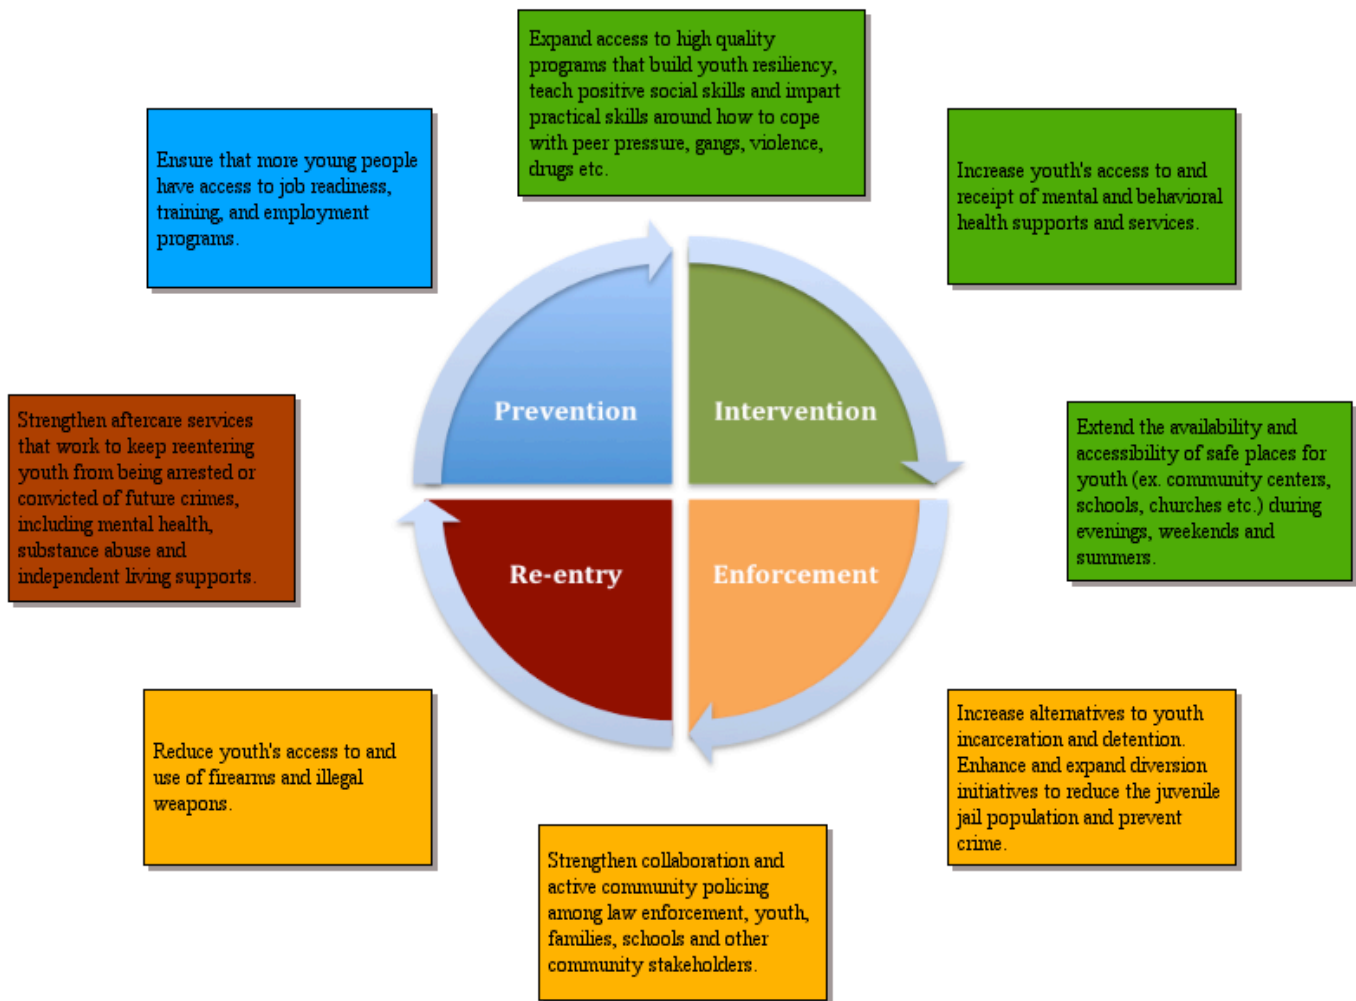 Expand access to high quality
programs that build youth resiliency,
teach positive social skills and impart
practical skills around how to cope
with peer pressure, gangs, violence,
drugs etc.
Ensure that more young people
have access to job readiness,
training, and employment
programs.
Increase youth's access to and
receipt of mental and behavioral
health supports and services.
Prevention
Intervention
Strengthen aftercare services
that work to keep reentering
youth from being arrested or
convicted of future crimes,
including mental health,
substance abuse and
independent living supports.
Extend the availability and
accessibility of safe places for
youth (ex. community centers,
schools, churches etc.) during
evenings, weekends and
summers.
Re-entry
Enforcement
Reduce youth's access to and
use of firearms and illegal
weapons.
Increase alternatives to youth
incarceration and detention.
Enhance and expand diversion
initiatives to reduce the juvenile
jail population and prevent
crime.
Strengthen collaboration and
active community policing
among law enforcement, youth,
families, schools and other
community stakeholders.